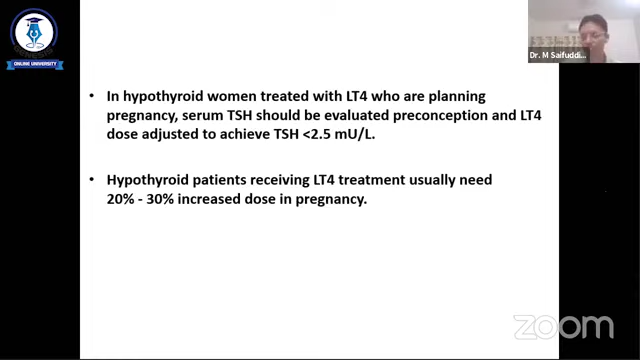 ONLINE UNIVERSITY
Dr. M Saifuddi...
• In hypothyroid women treated with LT4 who are planning
pregnancy, serum TSH should be evaluated preconception and LT4
dose adjusted to achieve TSH <2.5 mU/L.
• Hypothyroid patients receiving LT4 treatment usually need
20% - 30% increased dose in pregnancy.
zoom